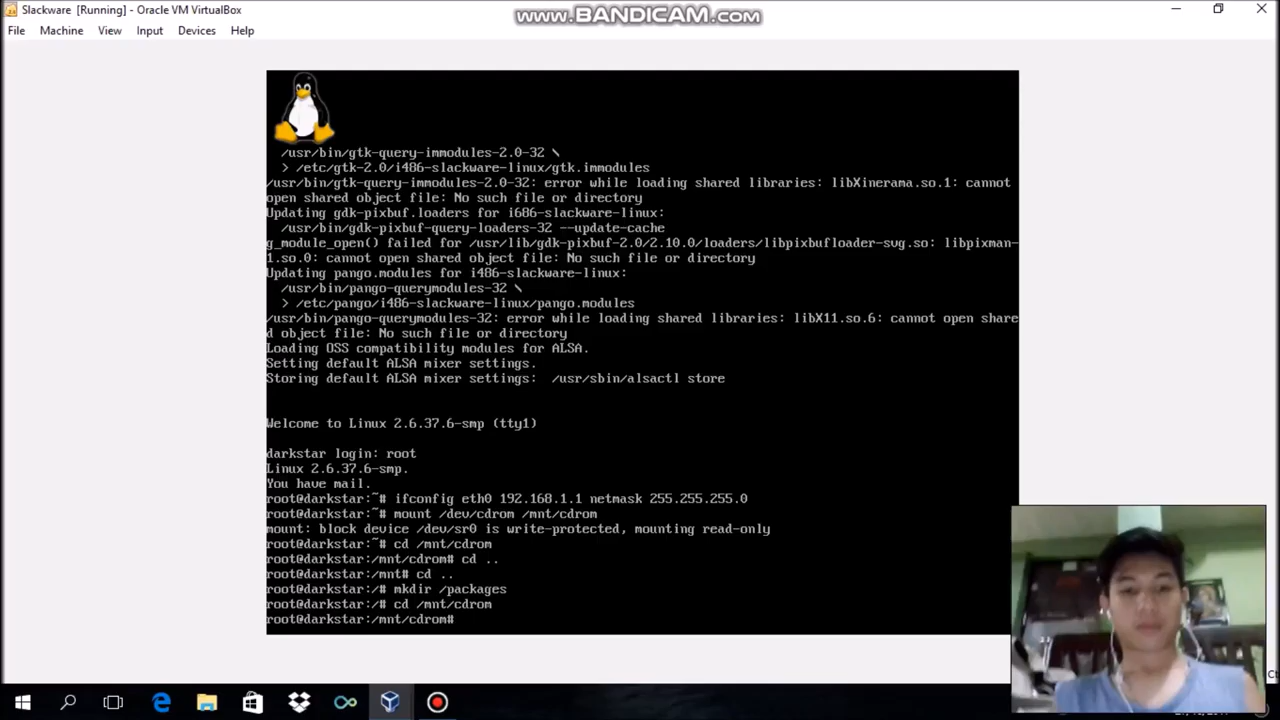 Slackware [Running] - Oracle VM VirtualBox
www.BANDICAM.com
File Machine View Input Devices Help
/usr/bin/gtk-query-immodules-2.0-32 \
> /etc/gtk-2.0/i486-slackware-linux/gtk.immodules
/usr/bin/gtk-query-immodules-2.0-32: error while loading shared libraries: libXinerama.so.1: cannot
open shared object file: No such file or directory
Updating gdk-pixbuf.loaders for i686-slackware-linux:
/usr/bin/gdk-pixbuf-query-loaders-32 --update-cache
g_module_open() failed for /usr/lib/gdk-pixbuf-2.0/2.10.0/loaders/libpixbufloader-svg.so: libpixman-
1.so.0: cannot open shared object file: No such file or directory
Updating pango.modules for i486-slackware-linux:
/usr/bin/pango-querymodules-32 \
> /etc/pango/i486-slackware-linux/pango.modules
/usr/bin/pango-querymodules-32: error while loading shared libraries: libX11.so.6: cannot open share
d object file: No such file or directory
Loading OSS compatibility modules for ALSA.
Setting default ALSA mixer settings.
Storing default ALSA mixer settings:  /usr/sbin/alsactl store
Welcome to Linux 2.6.37.6-smp (tty1)
darkstar login: root
Linux 2.6.37.6-smp.
You have mail.
root@darkstar:~# ifconfig eth0 192.168.1.1 netmask 255.255.255.0
root@darkstar:~# mount /dev/cdrom /mnt/cdrom
mount: block device /dev/sr0 is write-protected, mounting read-only
root@darkstar:~# cd /mnt/cdrom
root@darkstar:/mnt/cdrom# cd ..
root@darkstar:/mnt# cd ..
root@darkstar:/# mkdir /packages
root@darkstar:/# cd /mnt/cdrom
root@darkstar:/mnt/cdrom#